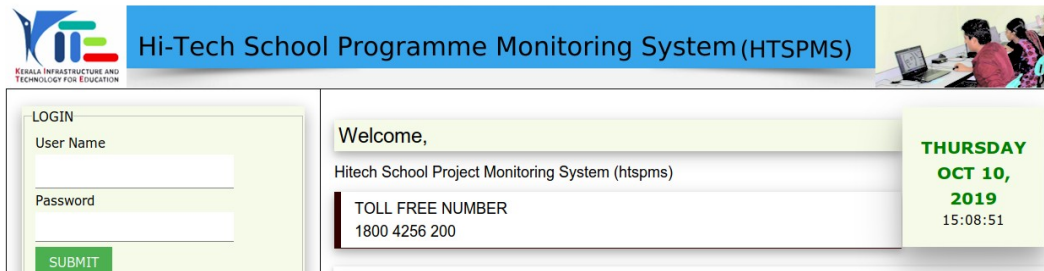 KiTE
KERALA INFRASTRUCTURE AND
TECHNOLOGY FOR EDUCATION
Hi-Tech School Programme Monitoring System (HTSPMS)
LOGIN
User Name
Password
SUBMIT
Welcome,
Hitech School Project Monitoring System (htspms)
TOLL FREE NUMBER
1800 4256 200
THURSDAY
OCT 10,
2019
15:08:51